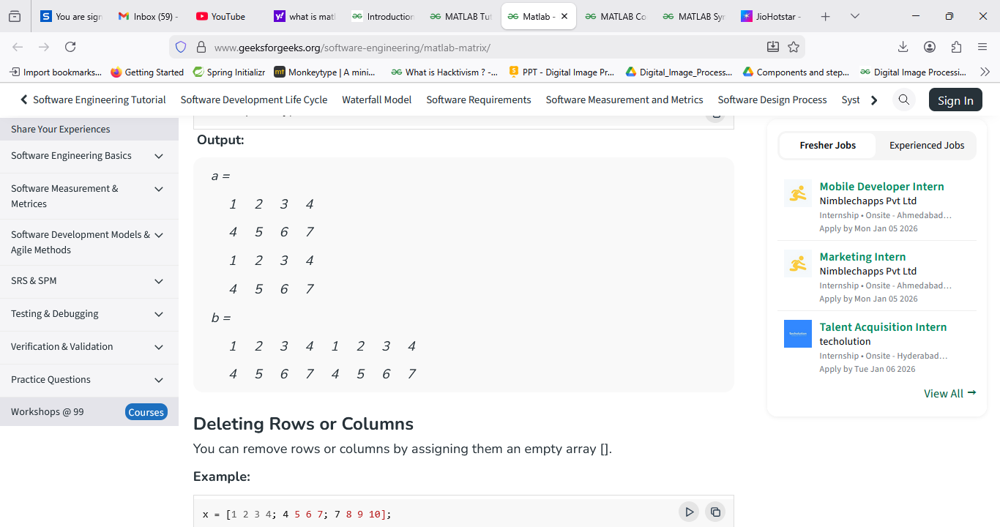 You are sign
Inbox (59) -
YouTube
what is matl
Introduction
MATLAB Tut
Matlab -
MATLAB Co
MATLAB Syn
JioHotstar -
www.geeksforgeeks.org/software-engineering/matlab-matrix/
Import bookmarks...
Getting Started
Spring Initializr
mt Monkeytype | A mini...
What is Hacktivism ? -...
PPT - Digital Image Pr...
Digital_Image_Process...
Components and step...
Digital Image Processi...
Software Engineering Tutorial
Software Development Life Cycle
Waterfall Model
Software Requirements
Software Measurement and Metrics
Software Design Process
Syst
Sign In
Share Your Experiences
Software Engineering Basics
Software Measurement &
Metrices
Software Development Models &
Agile Methods
SRS & SPM
Testing & Debugging
Verification & Validation
Practice Questions
Workshops @ 99
Courses
Output:
a =
1 2 3 4
4 5 6 7
1 2 3 4
4 5 6 7
b =
1 2 3 4 1 2 3 4
4 5 6 7 4 5 6 7
Deleting Rows or Columns
You can remove rows or columns by assigning them an empty array [].
Example:
x = [1 2 3 4; 4 5 6 7; 7 8 9 10];
Fresher Jobs
Experienced Jobs
Mobile Developer Intern
Nimblechapps Pvt Ltd
Internship • Onsite - Ahmedabad...
Apply by Mon Jan 05 2026
Marketing Intern
Nimblechapps Pvt Ltd
Internship • Onsite - Ahmedabad...
Apply by Mon Jan 05 2026
Talent Acquisition Intern
techolution
Internship • Onsite - Hyderabad...
Apply by Tue Jan 06 2026
View All →